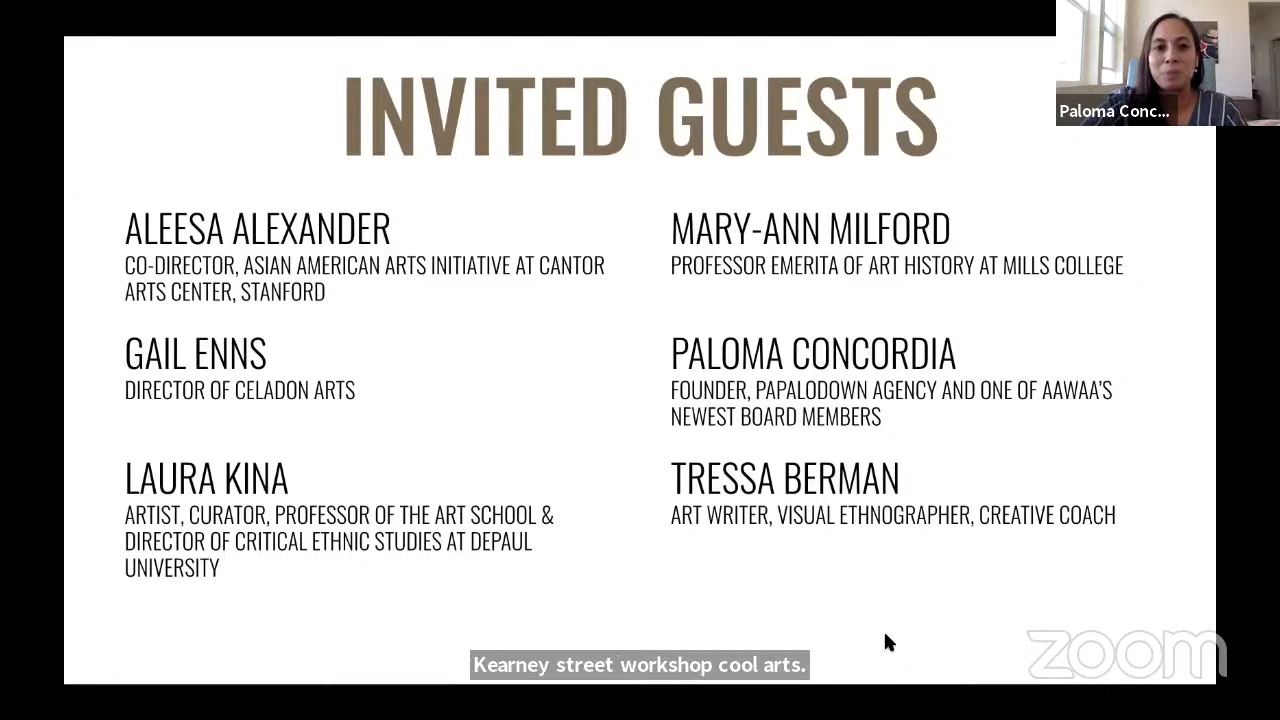 INVITED GUESTS
Paloma Conc...
ALEESA ALEXANDER
CO-DIRECTOR, ASIAN AMERICAN ARTS INITIATIVE AT CANTOR
ARTS CENTER, STANFORD
MARY-ANN MILFORD
PROFESSOR EMERITA OF ART HISTORY AT MILLS COLLEGE
GAIL ENNS
DIRECTOR OF CELADON ARTS
PALOMA CONCORDIA
FOUNDER, PAPALODOWN AGENCY AND ONE OF AAWAA'S
NEWEST BOARD MEMBERS
LAURA KINA
ARTIST, CURATOR, PROFESSOR OF THE ART SCHOOL &
DIRECTOR OF CRITICAL ETHNIC STUDIES AT DEPAUL
UNIVERSITY
TRESSA BERMAN
ART WRITER, VISUAL ETHNOGRAPHER, CREATIVE COACH
Kearney street workshop cool arts.
zoom